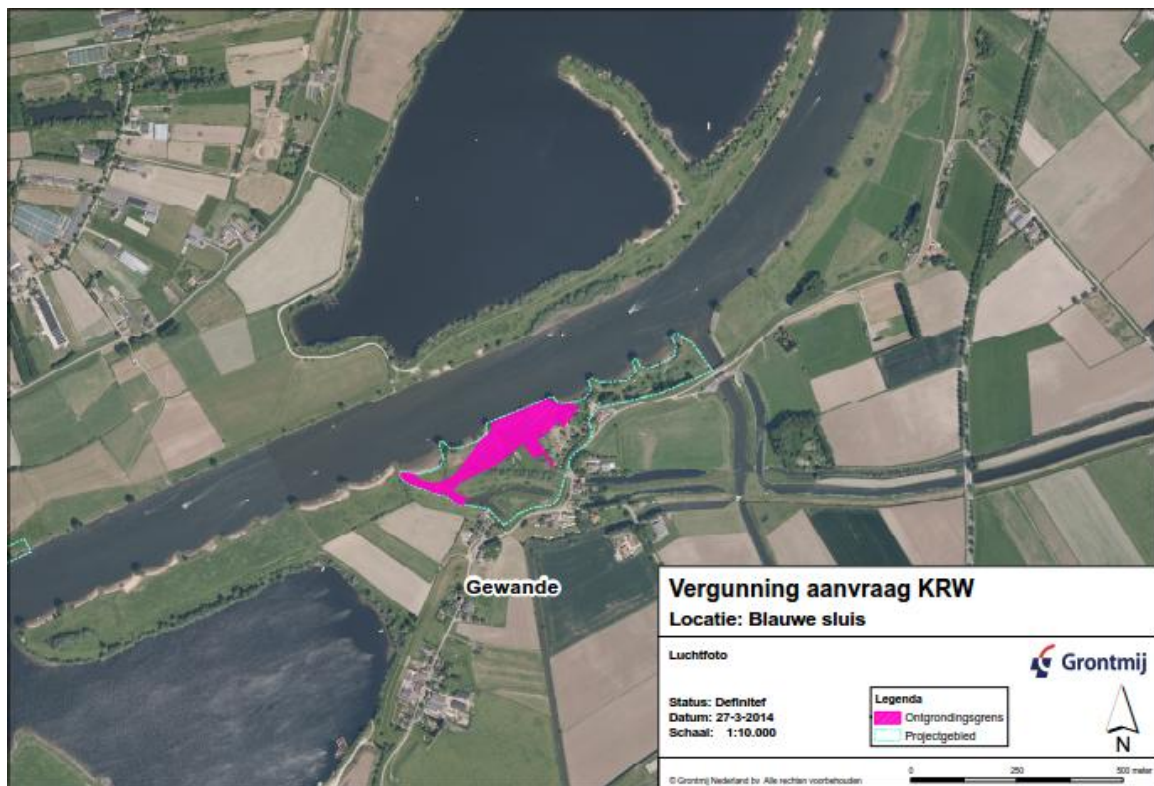 Gewande
Vergunning aanvraag KRW
Locatie: Blauwe sluis
Luchtfoto
Grontmij
Status: Definitief
Datum: 27-3-2014
Schaal: 1:10.000
Legenda
Ontgrondingsgrens
Projectgebied
N
© Grontmij Nederland bv Alle rechten voorbehouden
0 250 500 meter